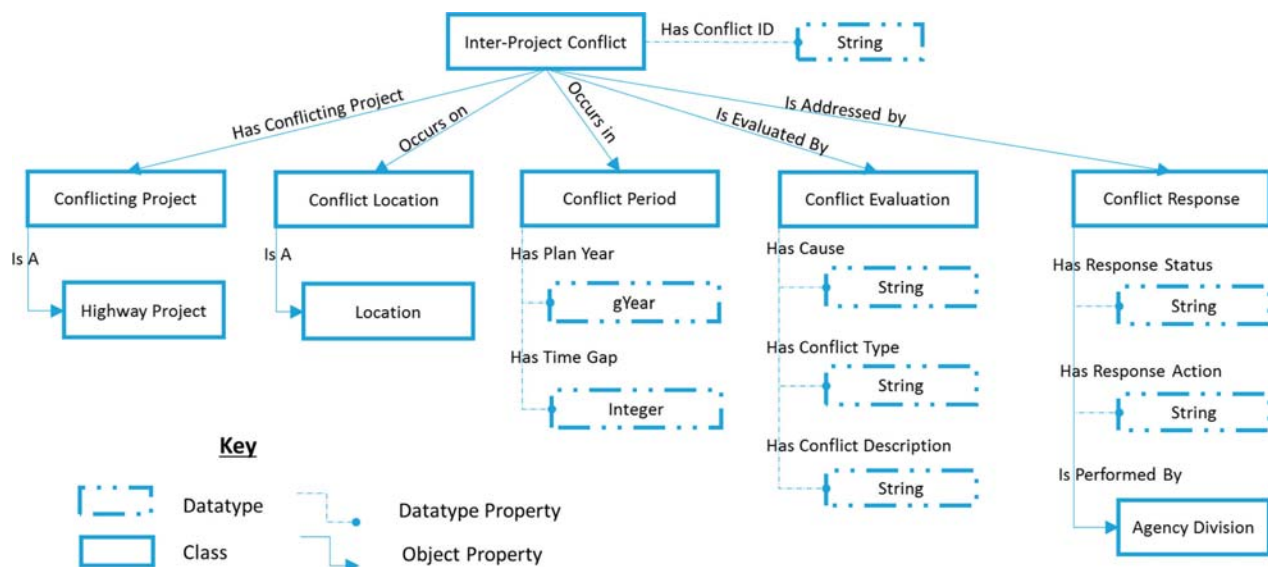 Inter-Project Conflict
Has Conflict ID
String
Has Conflicting Project
Occurs on
Occurs in
Is Evaluated By
Is Addressed by
Conflicting Project
Conflict Location
Conflict Period
Conflict Evaluation
Conflict Response
Is A
Highway Project
Is A
Location
Has Plan Year
gYear
Has Time Gap
Integer
Has Cause
String
Has Conflict Type
String
Has Conflict Description
String
Has Response Status
String
Has Response Action
String
Is Performed By
Agency Division
Key
Datatype
Datatype Property
Class
Object Property